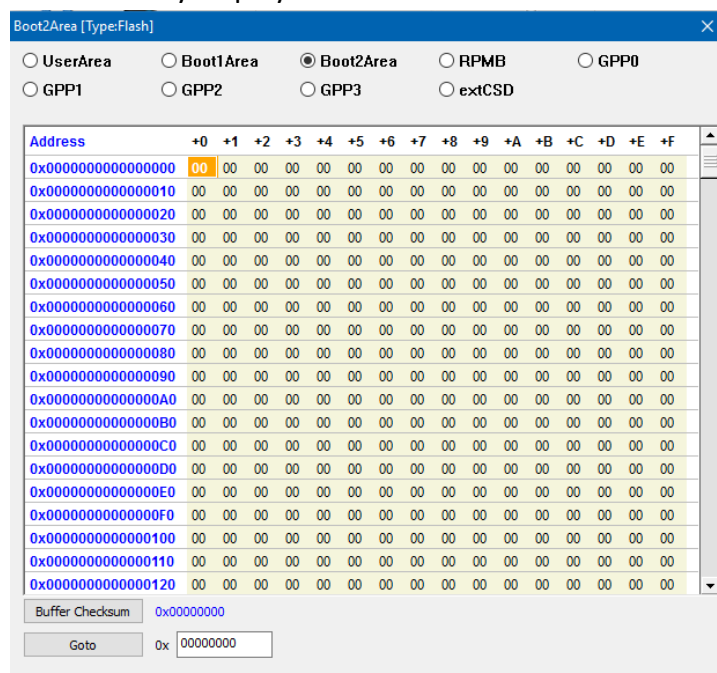 Boot2Area [Type:Flash]
UserArea Boot1Area Boot2Area RPMB GPP0
GPP1 GPP2 GPP3 extCSD
Address +0 +1 +2 +3 +4 +5 +6 +7 +8 +9 +A +B +C +D +E +F
0x0000000000000000 00 00 00 00 00 00 00 00 00 00 00 00 00 00 00 00
0x0000000000000010 00 00 00 00 00 00 00 00 00 00 00 00 00 00 00 00
0x0000000000000020 00 00 00 00 00 00 00 00 00 00 00 00 00 00 00 00
0x0000000000000030 00 00 00 00 00 00 00 00 00 00 00 00 00 00 00 00
0x0000000000000040 00 00 00 00 00 00 00 00 00 00 00 00 00 00 00 00
0x0000000000000050 00 00 00 00 00 00 00 00 00 00 00 00 00 00 00 00
0x0000000000000060 00 00 00 00 00 00 00 00 00 00 00 00 00 00 00 00
0x0000000000000070 00 00 00 00 00 00 00 00 00 00 00 00 00 00 00 00
0x0000000000000080 00 00 00 00 00 00 00 00 00 00 00 00 00 00 00 00
0x0000000000000090 00 00 00 00 00 00 00 00 00 00 00 00 00 00 00 00
0x00000000000000A0 00 00 00 00 00 00 00 00 00 00 00 00 00 00 00 00
0x00000000000000B0 00 00 00 00 00 00 00 00 00 00 00 00 00 00 00 00
0x00000000000000C0 00 00 00 00 00 00 00 00 00 00 00 00 00 00 00 00
0x00000000000000D0 00 00 00 00 00 00 00 00 00 00 00 00 00 00 00 00
0x00000000000000E0 00 00 00 00 00 00 00 00 00 00 00 00 00 00 00 00
0x00000000000000F0 00 00 00 00 00 00 00 00 00 00 00 00 00 00 00 00
0x0000000000000100 00 00 00 00 00 00 00 00 00 00 00 00 00 00 00 00
0x0000000000000110 00 00 00 00 00 00 00 00 00 00 00 00 00 00 00 00
0x0000000000000120 00 00 00 00 00 00 00 00 00 00 00 00 00 00 00 00
Buffer Checksum 0x00000000
Goto 0x 00000000